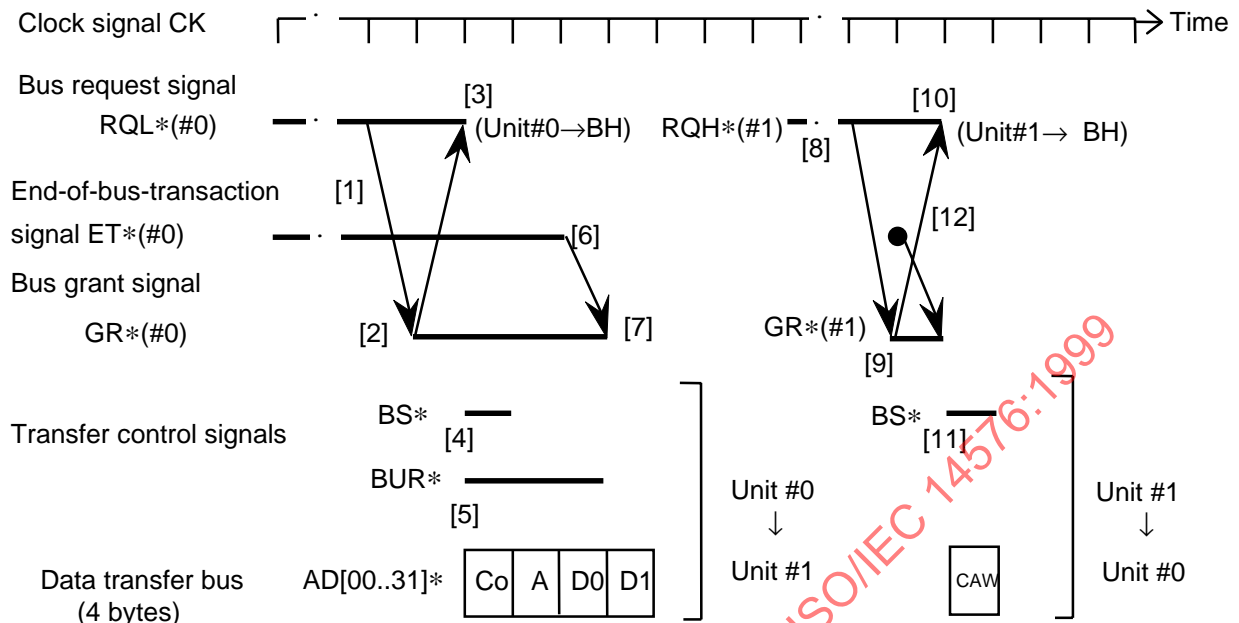 Clock signal CK
Time
Bus request signal
[3]
[10]
RQL*(#0)
(Unit#0→BH)
RQH*(#1)
[8]
(Unit#1→ BH)
[1]
End-of-bus-transaction
[12]
signal ET*(#0)
[6]
Bus grant signal
GR*(#0)
[2]
[7]
GR*(#1)
[9]
BS*
[4]
BS*
[11]
Transfer control signals
BUR*
[5]
Unit #0
↓
Unit #1
Unit #1
↓
Unit #0
Data transfer bus
(4 bytes)
AD[00..31]*
Co A D0 D1
CAW
ISO/IEC 14576:1999